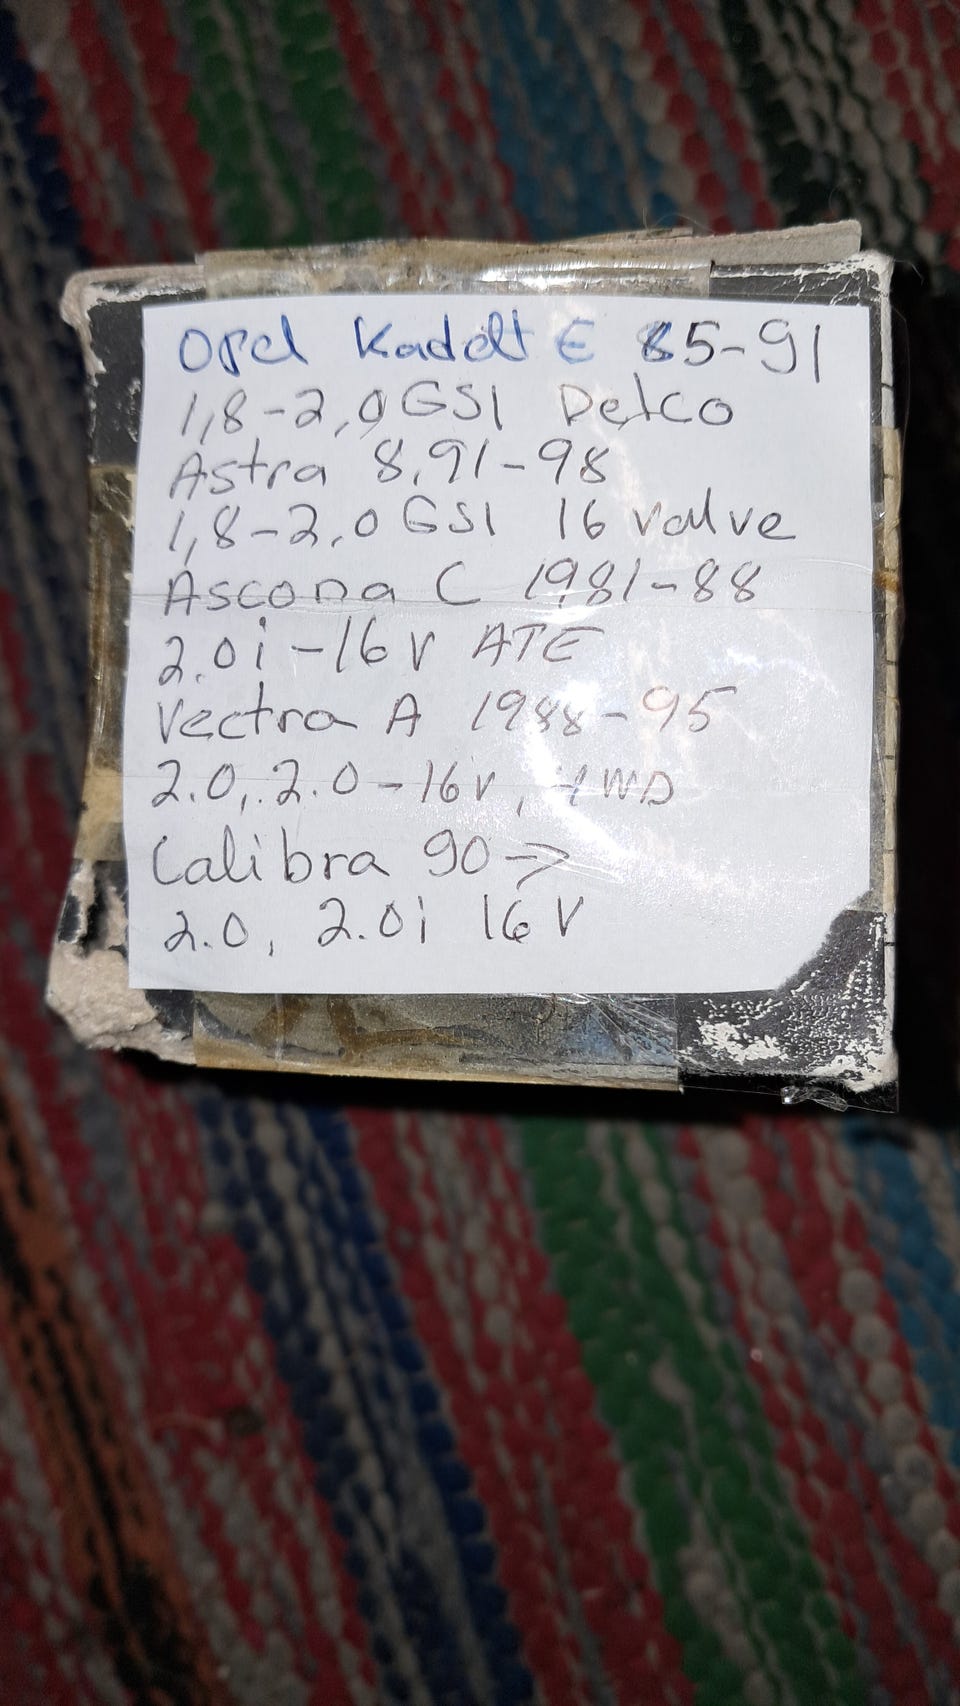 Opel Kadett E 85-91
1,8-2,0 GSI Delco
Astra 8,91-98
1,8-2,0 GSI 16 valve
Ascona C 1981-88
2.0i-16V ATE
Vectra A 1988-95
2.0,.2.0-16v, 4WD
Calibra 90->
2.0, 2.0i 16V